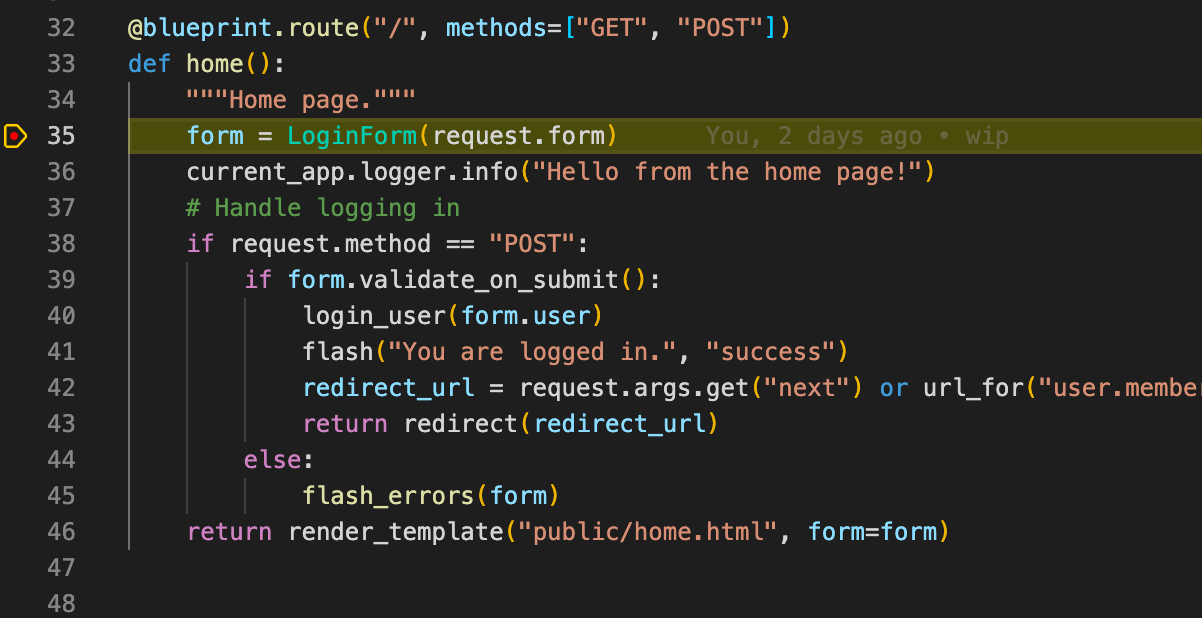 32 @blueprint.route("/", methods=["GET", "POST"])
33 def home():
34     """Home page."""
35     form = LoginForm(request.form)      You, 2 days ago • wip
36     current_app.logger.info("Hello from the home page!")
37     # Handle logging in
38     if request.method == "POST":
39         if form.validate_on_submit():
40             login_user(form.user)
41             flash("You are logged in.", "success")
42             redirect_url = request.args.get("next") or url_for("user.member
43             return redirect(redirect_url)
44         else:
45             flash_errors(form)
46     return render_template("public/home.html", form=form)
47
48